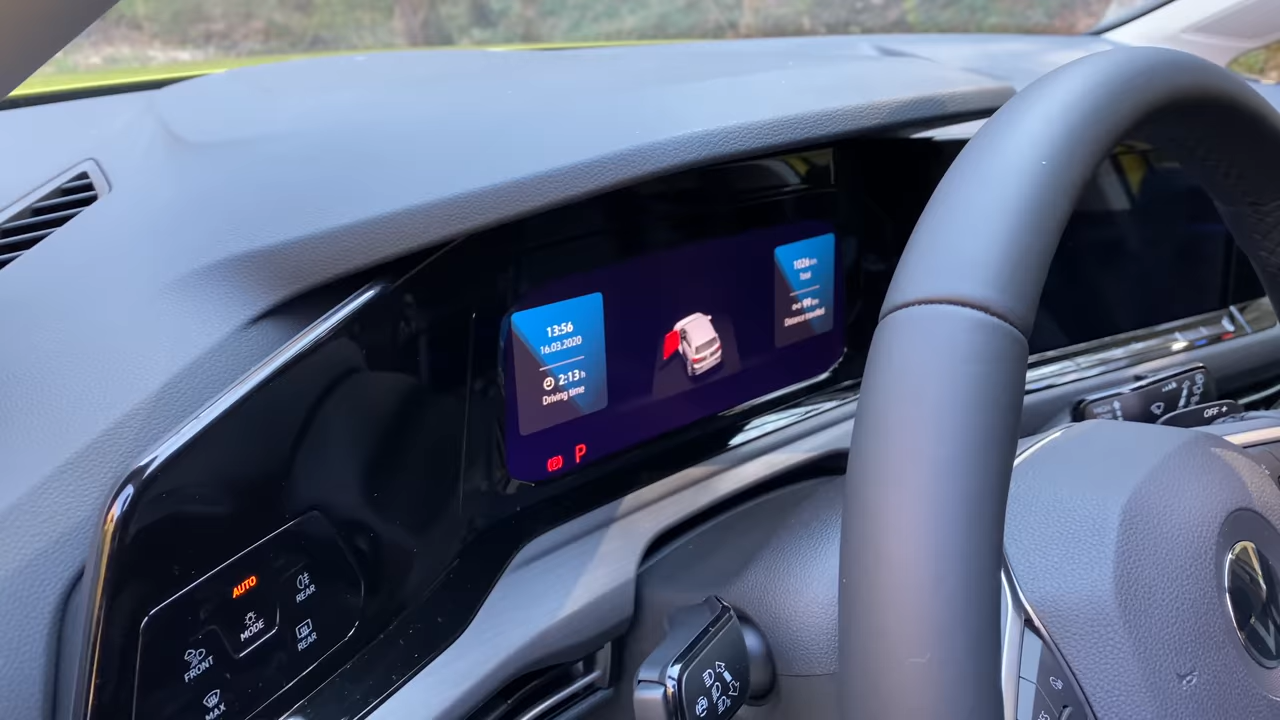 13:56
16.03.2020
2:13 h
Driving time
1026 km
Total
99 km
Distance travelled
P
AUTO
MODE
REAR
REAR
FRONT
MAX
OFF +